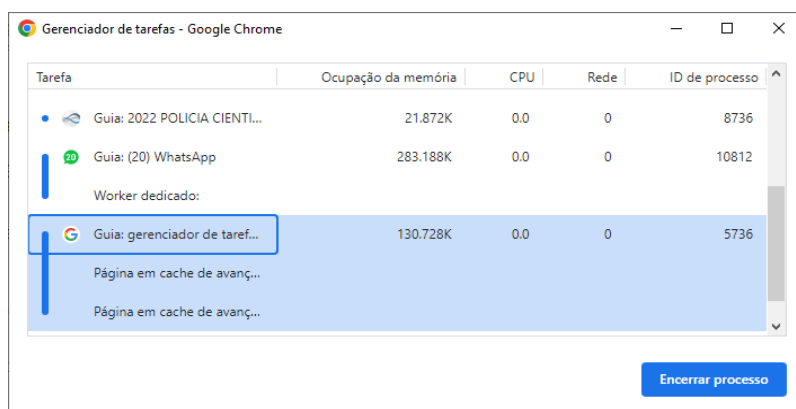 Gerenciador de tarefas - Google Chrome
Tarefa Ocupação da memória CPU Rede ID de processo
Guia: 2022 POLICIA CIENTI... 21.872K 0.0 0 8736
20 Guia: (20) WhatsApp 283.188K 0.0 0 10812
Worker dedicado:
Guia: gerenciador de taref... 130.728K 0.0 0 5736
Página em cache de avanç...
Página em cache de avanç...
Encerrar processo